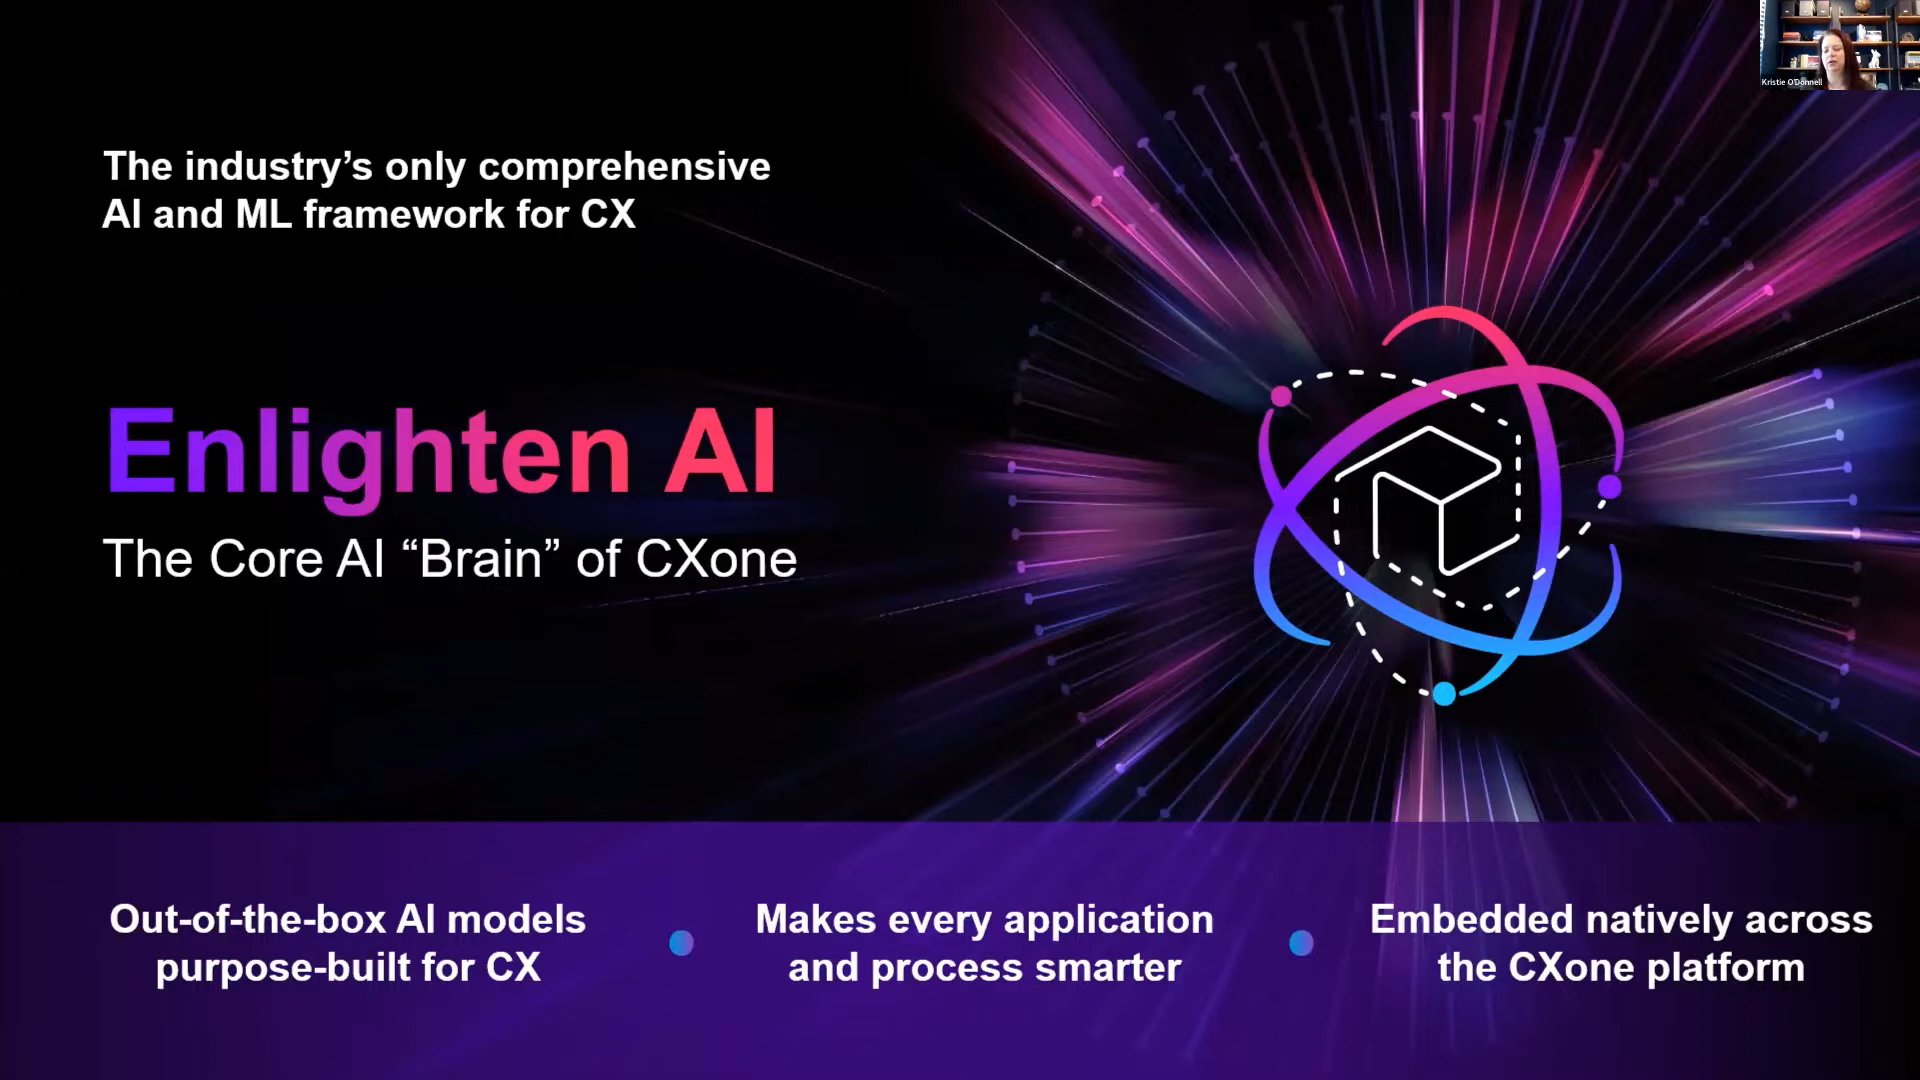 Kristie O'Donnell
The industry’s only comprehensive
AI and ML framework for CX
Enlighten AI
The Core AI “Brain” of CXone
Out-of-the-box AI models
purpose-built for CX
Makes every application
and process smarter
Embedded natively across
the CXone platform